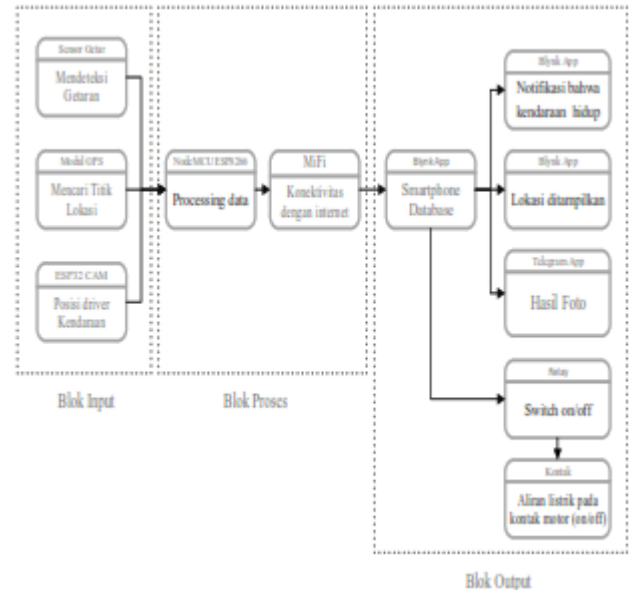 Sensor Getar
Mendeteksi
Getaran
Modul GPS
Mencari Titik
Lokasi
ESP32 CAM
Posisi driver
Kendaraan
Blok Input
NodeMCU ESP8266
Processing data
MiFi
Konektivitas
dengan internet
Blok Proses
Blynk App
Smartphone
Database
Blynk App
Notifikasi bahwa
kendaraan hidup
Blynk App
Lokasi ditampilkan
Telegram App
Hasil Foto
Relay
Switch on/off
Kontak
Aliran listrik pada
kontak motor (on/off)
Blok Output